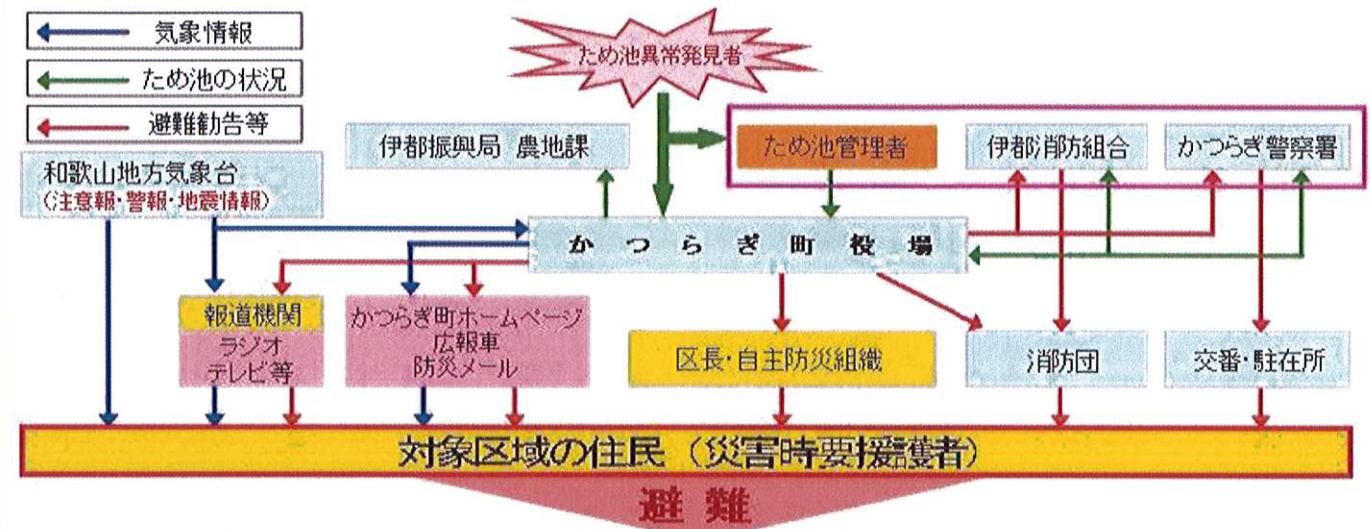 気象情報
ため池の状況
避難勧告等
ため池異常発見者
伊都振興局 農地課
ため池管理者
伊都消防組合
かつらぎ警察署
和歌山地方気象台
(注意報・警報・地震情報)
かつらぎ町役場
報道機関
ラジオ
テレビ等
かつらぎ町ホームページ
広報車
防災メール
区長・自主防災組織
消防団
交番・駐在所
対象区域の住民（災害時要援護者）
避難